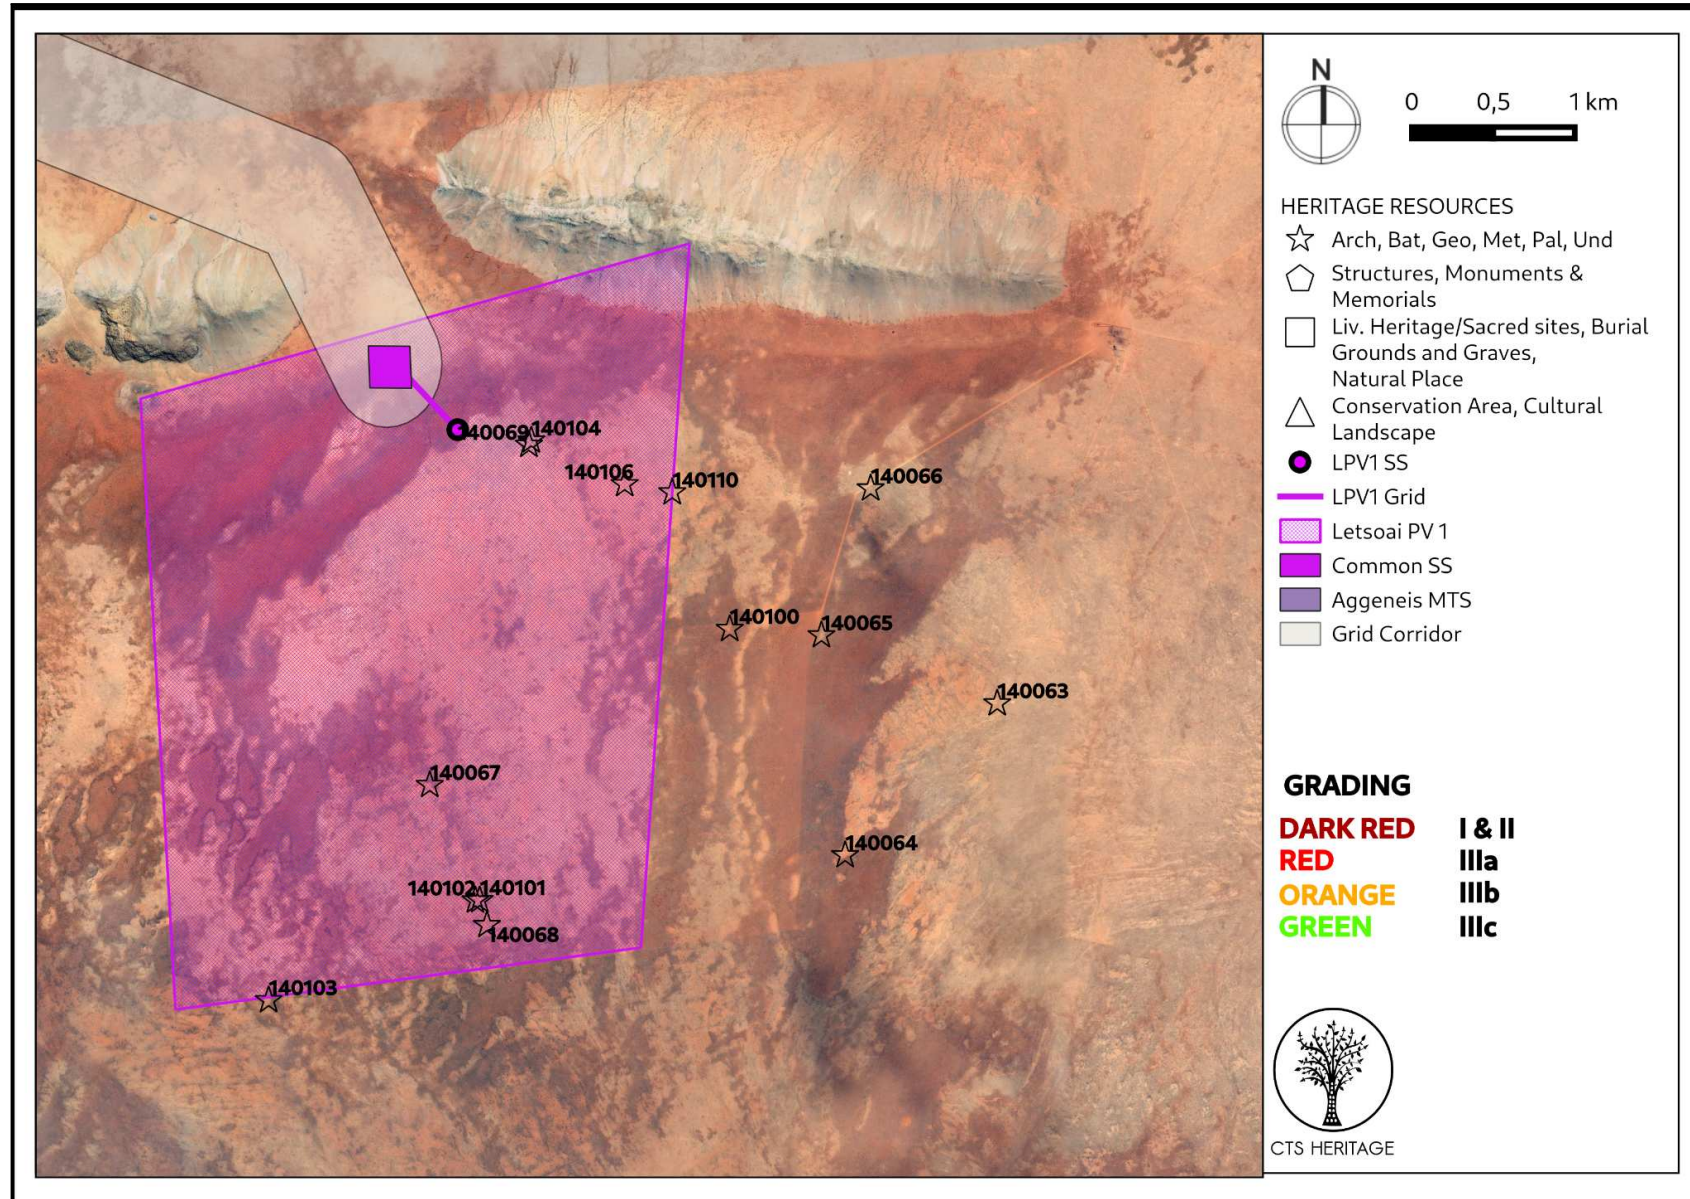 N
0 0,5 1 km
HERITAGE RESOURCES
Arch, Bat, Geo, Met, Pal, Und
Structures, Monuments &
Memorials
Liv. Heritage/Sacred sites, Burial
Grounds and Graves,
Natural Place
Conservation Area, Cultural
Landscape
LPV1 SS
LPV1 Grid
Letsoai PV 1
Common SS
Aggeneis MTS
Grid Corridor
GRADING
DARK RED I & II
RED IIIa
ORANGE IIIb
GREEN IIIc
CTS HERITAGE
140069 140104
140106
140110
140066
140100
140065
140063
140067
140064
140102 140101
140068
140103